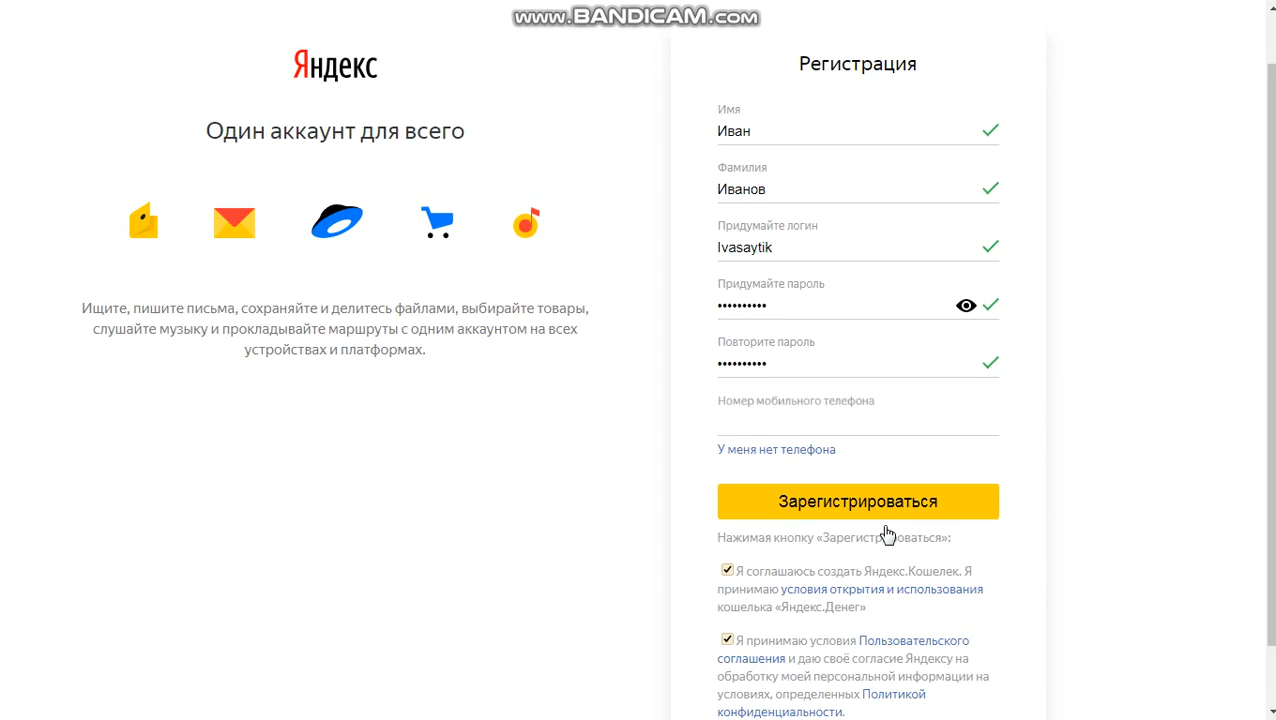 www.BANDICAM.com
Яндекс
Один аккаунт для всего
Ищите, пишите письма, сохраняйте и делитесь файлами, выбирайте товары,
слушайте музыку и прокладывайте маршруты с одним аккаунтом на всех
устройствах и платформах.
Регистрация
Имя
Иван
Фамилия
Иванов
Придумайте логин
Ivasaytik
Придумайте пароль
••••••••••
Повторите пароль
••••••••••
Номер мобильного телефона
У меня нет телефона
Зарегистрироваться
Нажимая кнопку «Зарегистрироваться»:
Я соглашаюсь создать Яндекс.Кошелек. Я
принимаю условия открытия и использования
кошелька «Яндекс.Денег»
Я принимаю условия Пользовательского
соглашения и даю своё согласие Яндексу на
обработку моей персональной информации на
условиях, определенных Политикой
конфиденциальности.